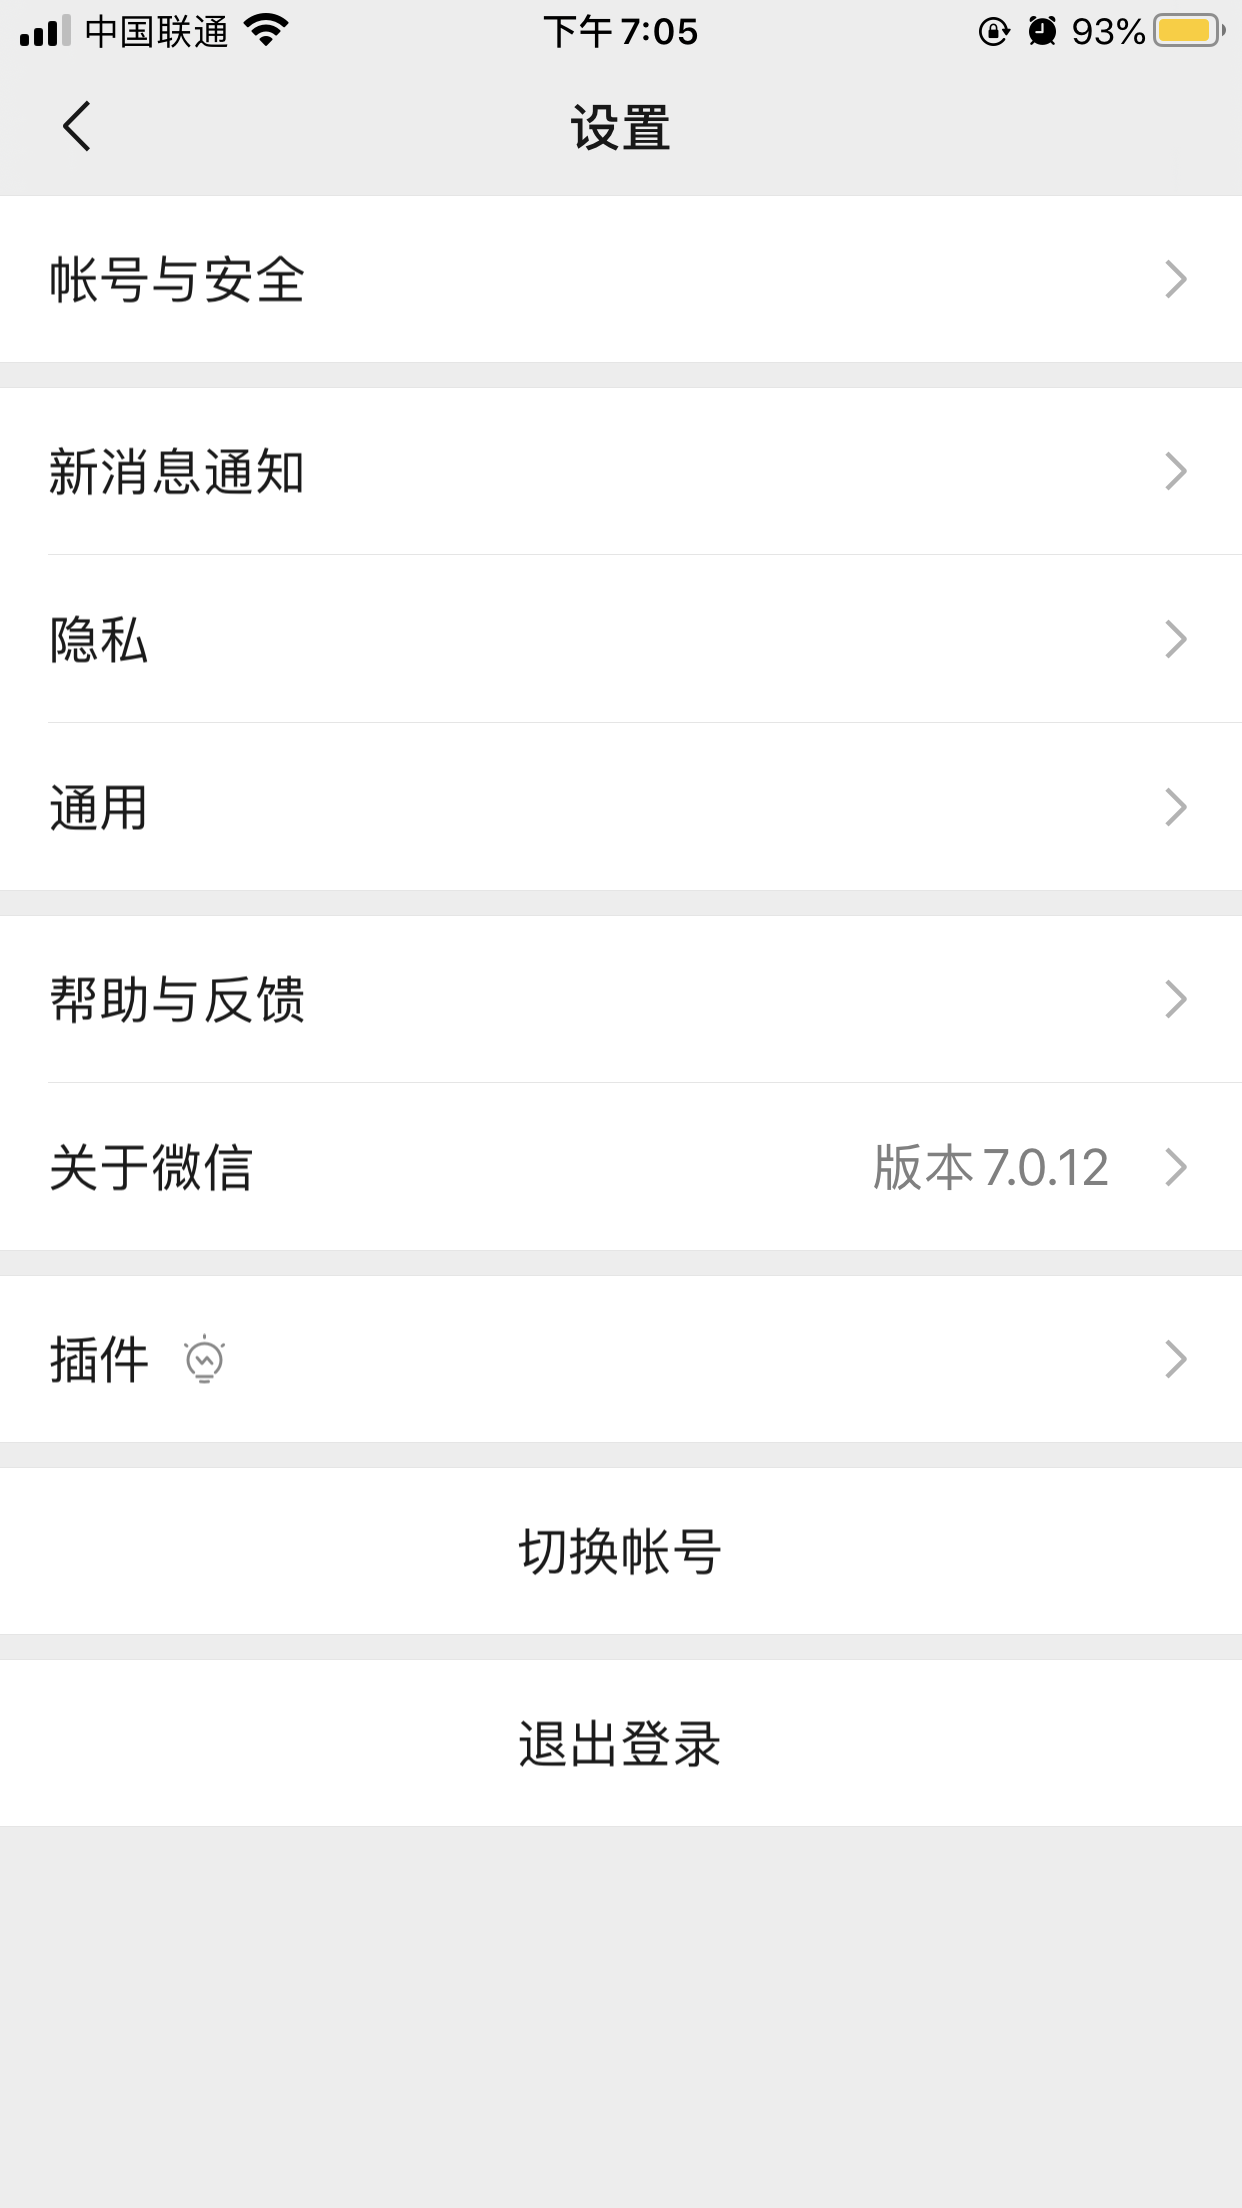 中国联通 下午 7:05 93%
设置
帐号与安全
新消息通知
隐私
通用
帮助与反馈
关于微信 版本 7.0.12
插件
切换帐号
退出登录